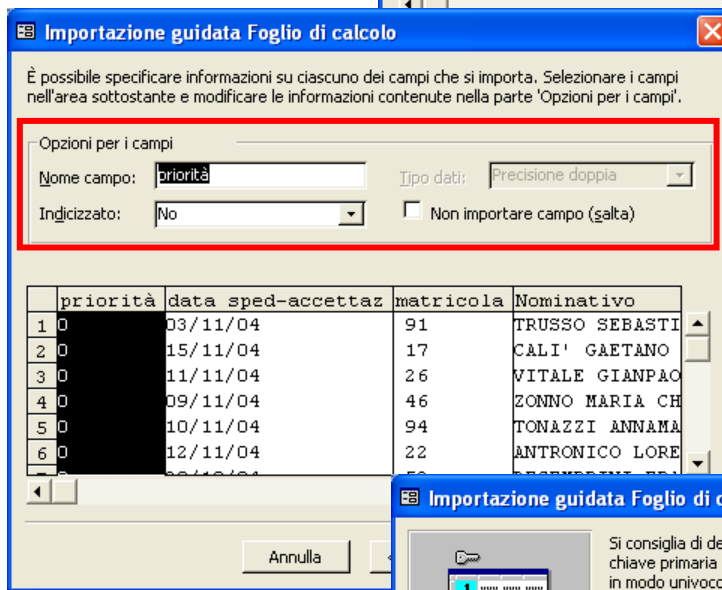 Importazione guidata Foglio di calcolo
È possibile specificare informazioni su ciascuno dei campi che si importa. Selezionare i campi
nell'area sottostante e modificare le informazioni contenute nella parte 'Opzioni per i campi'.
Opzioni per i campi
Nome campo: priorità Tipo dati: Precisione doppia
Indicizzato: No Non importare campo (salta)
priorità data sped-accettaz matricola Nominativo
1 0 03/11/04 91 TRUSSO SEBASTI
2 0 15/11/04 17 CALI' GAETANO
3 0 11/11/04 26 VITALE GIANPAO
4 0 09/11/04 46 ZONNO MARIA CH
5 0 10/11/04 94 TONAZZI ANNAMA
6 0 12/11/04 22 ANTRONICO LORE
Annulla
Importazione guidata Foglio di
Si consiglia di de
chiave primaria
in modo univoco
1